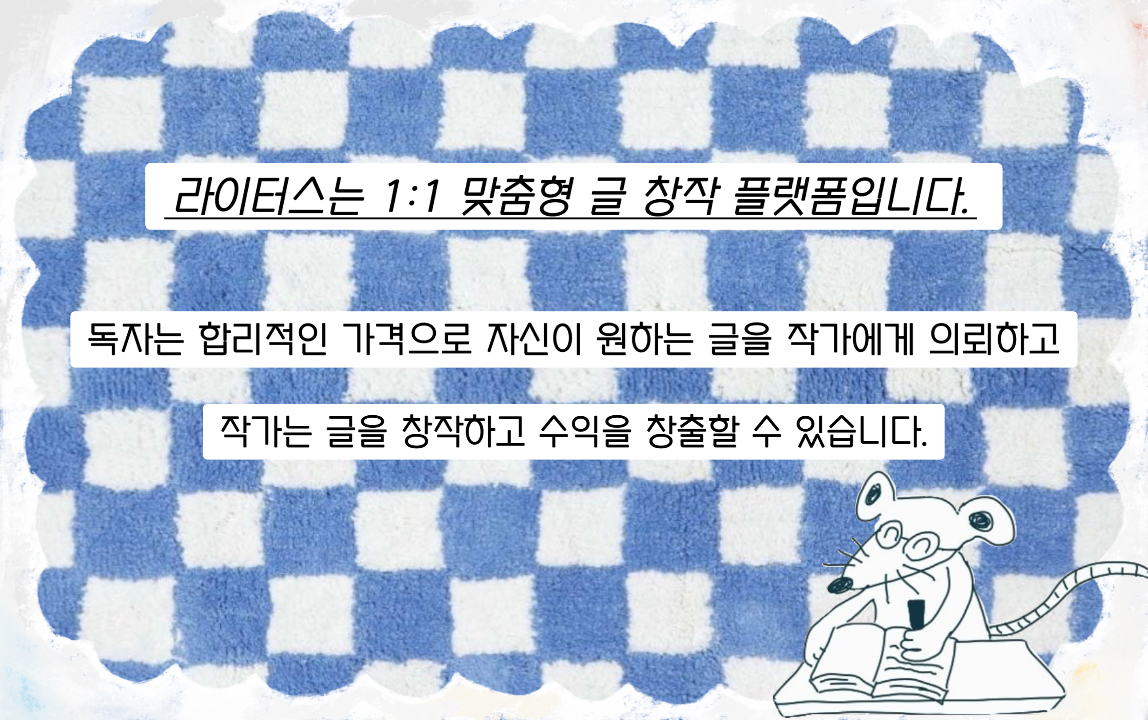 라이터스는 1:1 맞춤형 글 창작 플랫폼입니다.
독자는 합리적인 가격으로 자신이 원하는 글을 작가에게 의뢰하고
작가는 글을 창작하고 수익을 창출할 수 있습니다.